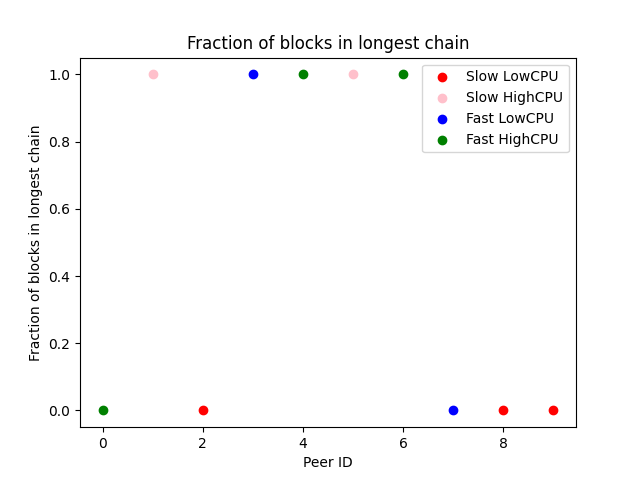 Fraction of blocks in longest chain
Slow LowCPU
Slow HighCPU
Fast LowCPU
Fast HighCPU
Fraction of blocks in longest chain
1.0
0.8
0.6
0.4
0.2
0.0
0 2 4 6 8
Peer ID